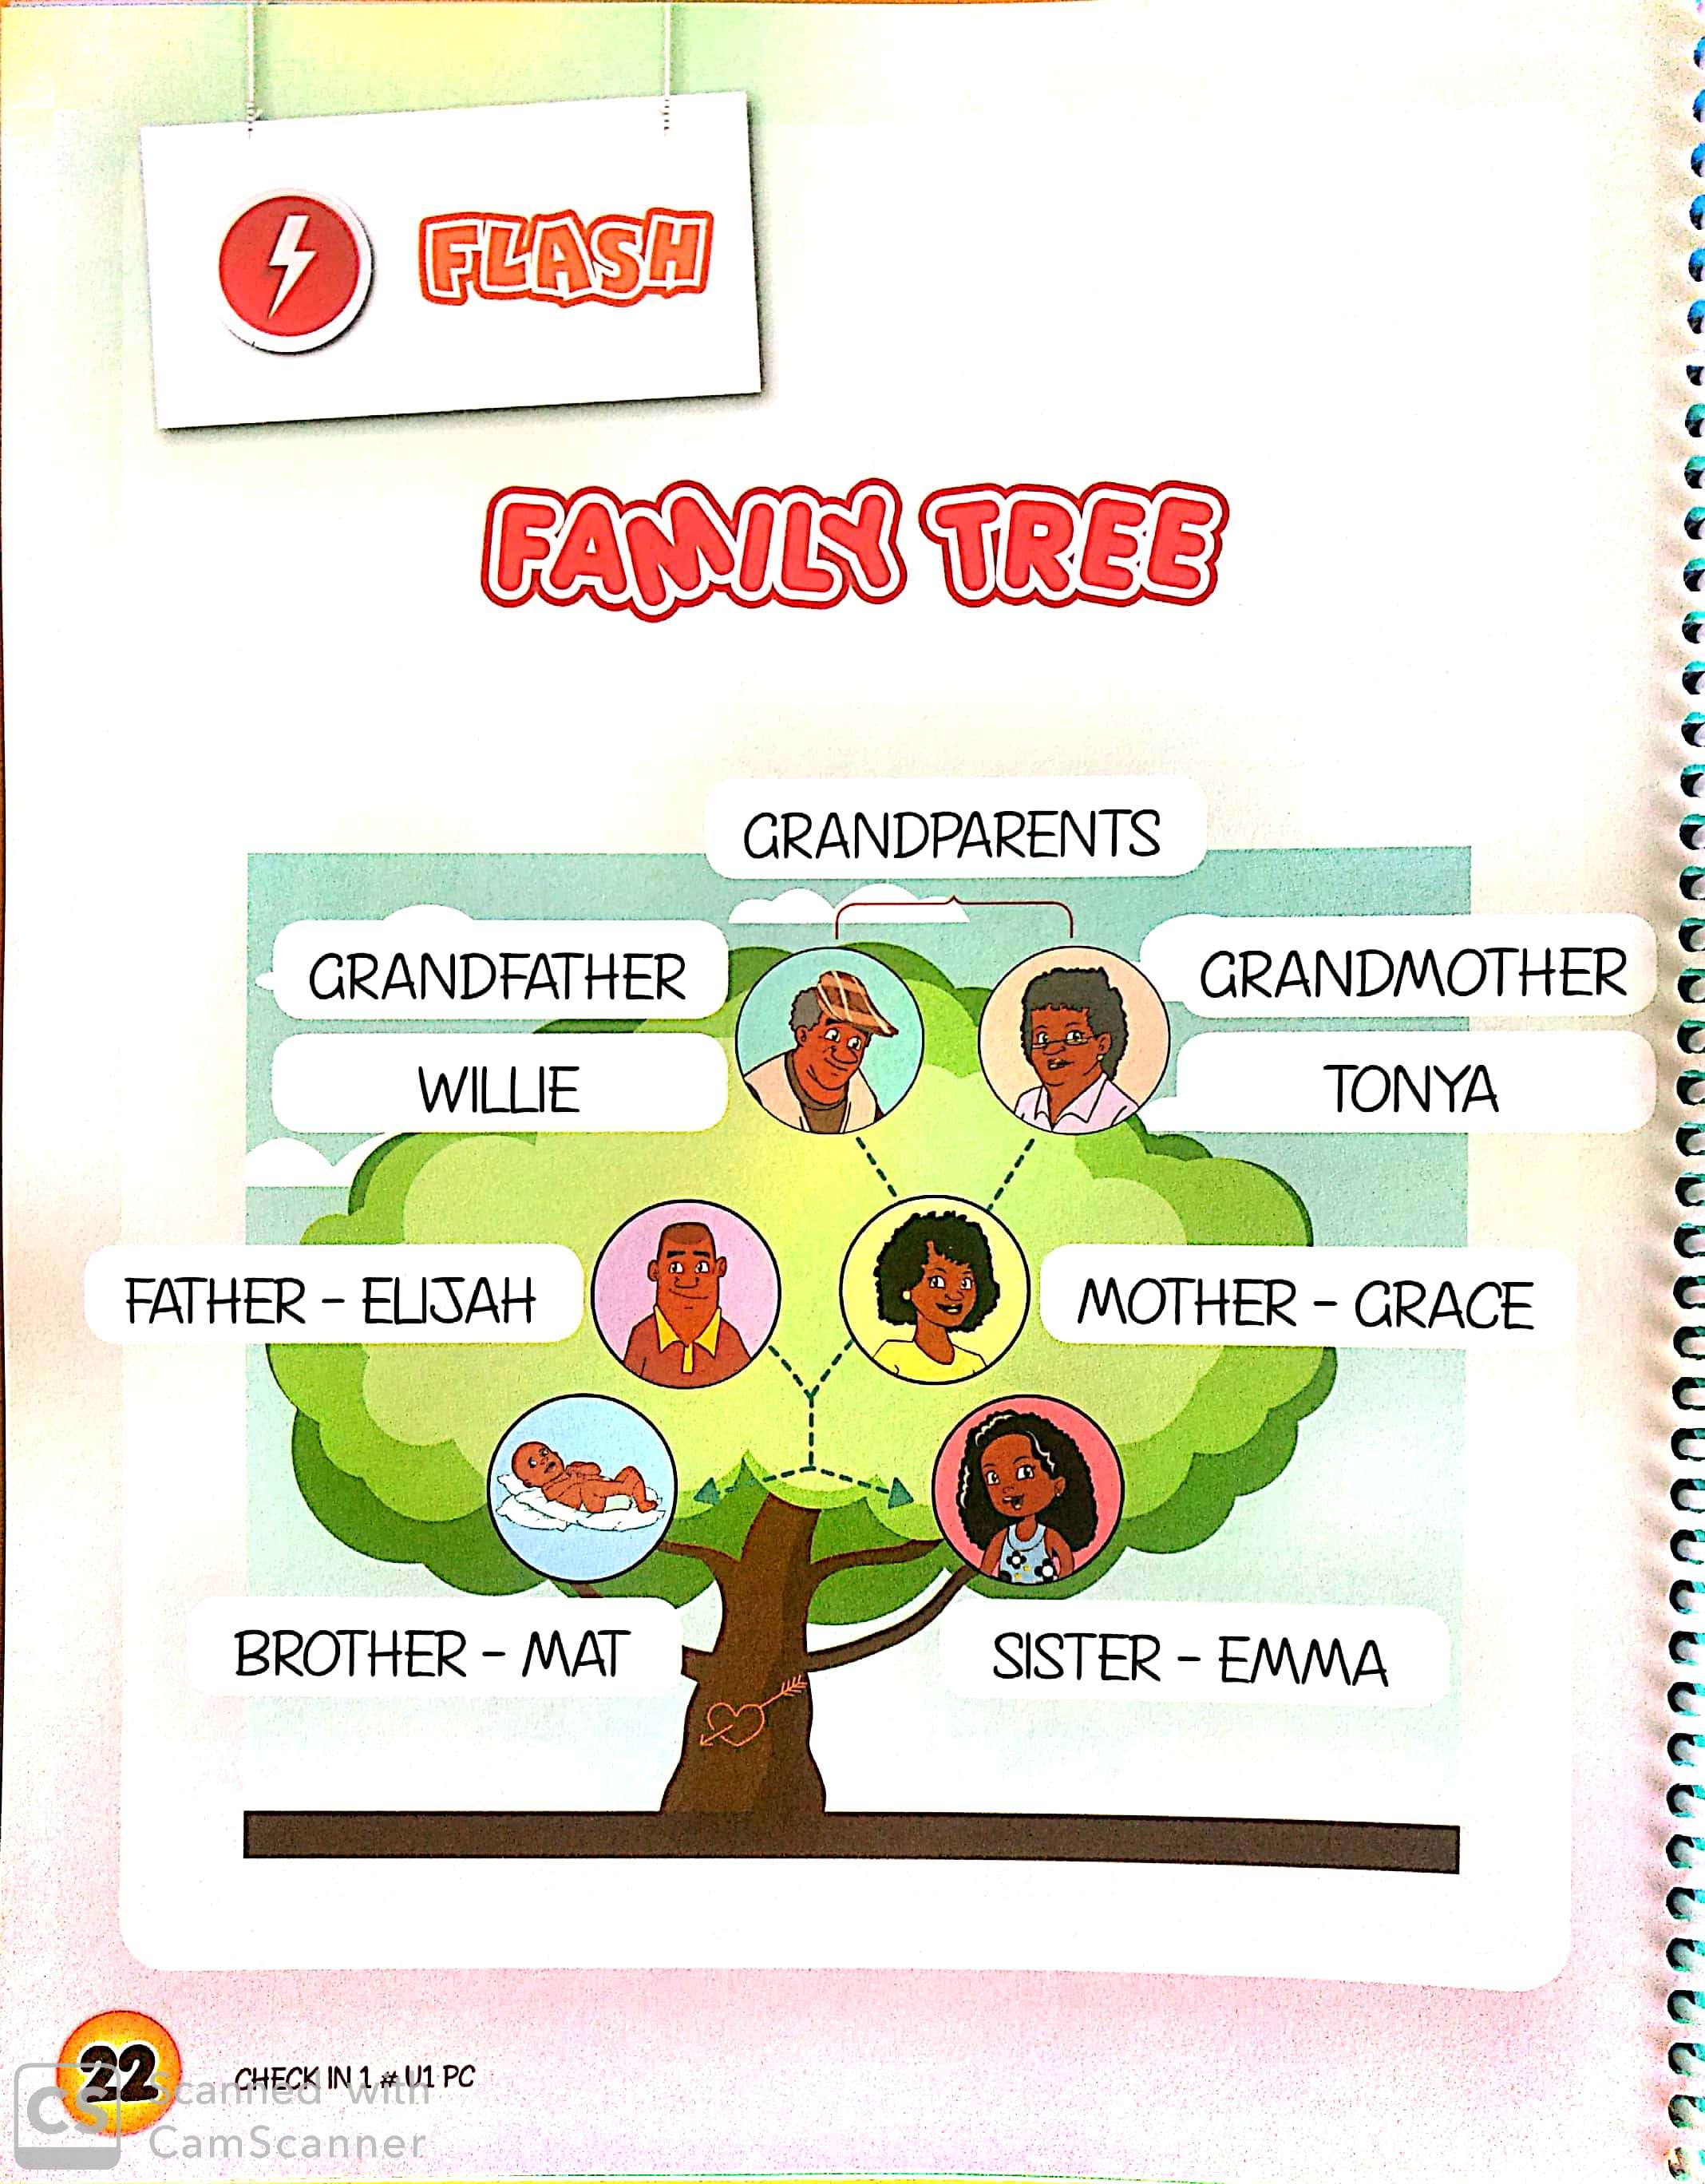 FLASH
FAMILY TREE
GRANDPARENTS
GRANDFATHER
GRANDMOTHER
WILLIE
TONYA
FATHER - ELIJAH
MOTHER - GRACE
BROTHER - MAT
SISTER - EMMA
22
CHECK IN 1 # U1 PC
CS
Scanned with
CamScanner